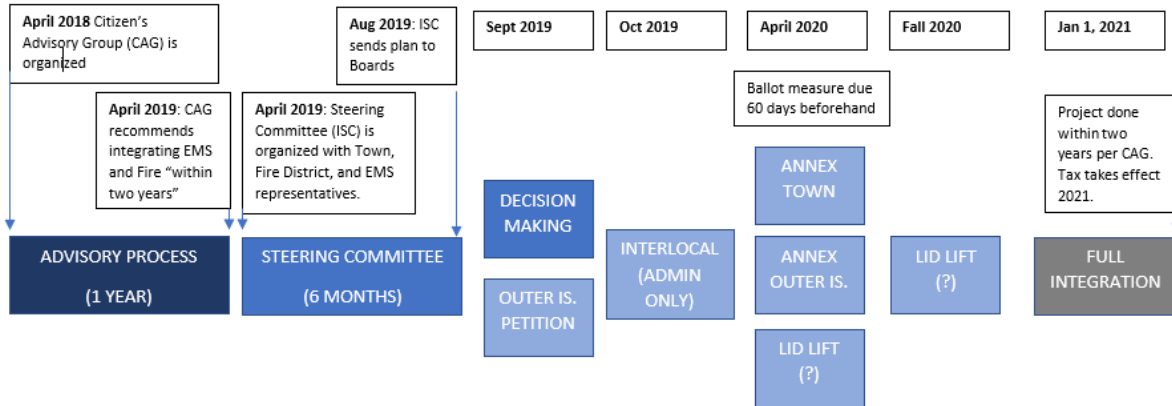 April 2018 Citizen's
Advisory Group (CAG) is
organized
April 2019: CAG
recommends
integrating EMS
and Fire “within
two years”
April 2019: Steering
Committee (ISC) is
organized with Town,
Fire District, and EMS
representatives.
Aug 2019: ISC
sends plan to
Boards
ADVISORY PROCESS
(1 YEAR)
STEERING COMMITTEE
(6 MONTHS)
Sept 2019
DECISION
MAKING
OUTER IS.
PETITION
Oct 2019
INTERLOCAL
(ADMIN
ONLY)
April 2020
Ballot measure due
60 days beforehand
ANNEX
TOWN
ANNEX
OUTER IS.
LID LIFT
(?)
Fall 2020
LID LIFT
(?)
Jan 1, 2021
Project done
within two
years per CAG.
Tax takes effect
2021.
FULL
INTEGRATION